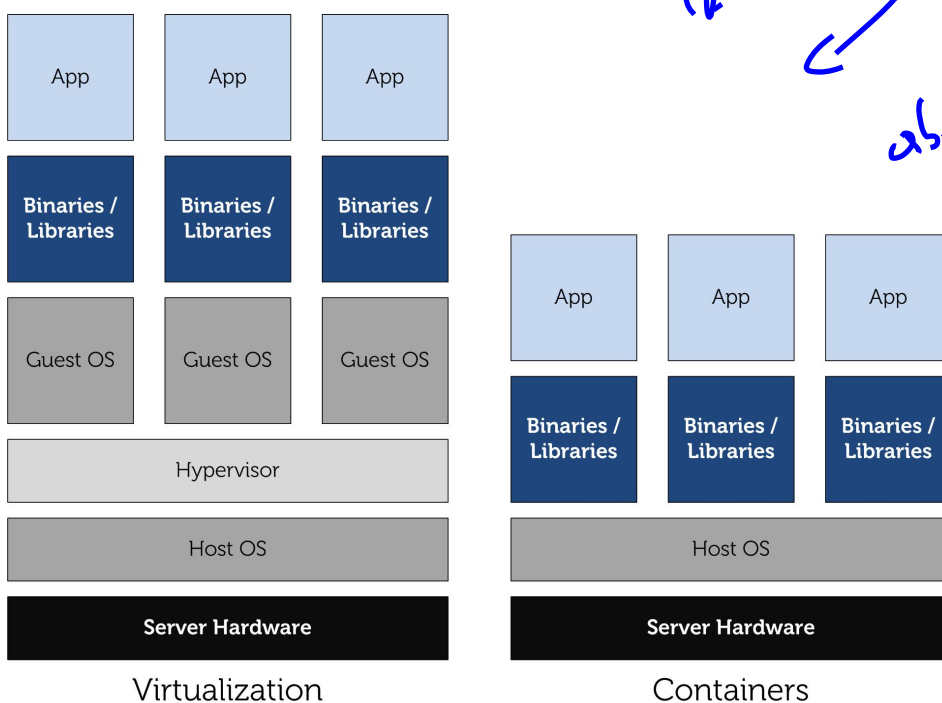 App
App
App
Binaries /
Libraries
Binaries /
Libraries
Binaries /
Libraries
Guest OS
Guest OS
Guest OS
Hypervisor
Host OS
Server Hardware
Virtualization
App
App
App
Binaries /
Libraries
Binaries /
Libraries
Binaries /
Libraries
Host OS
Server Hardware
Containers